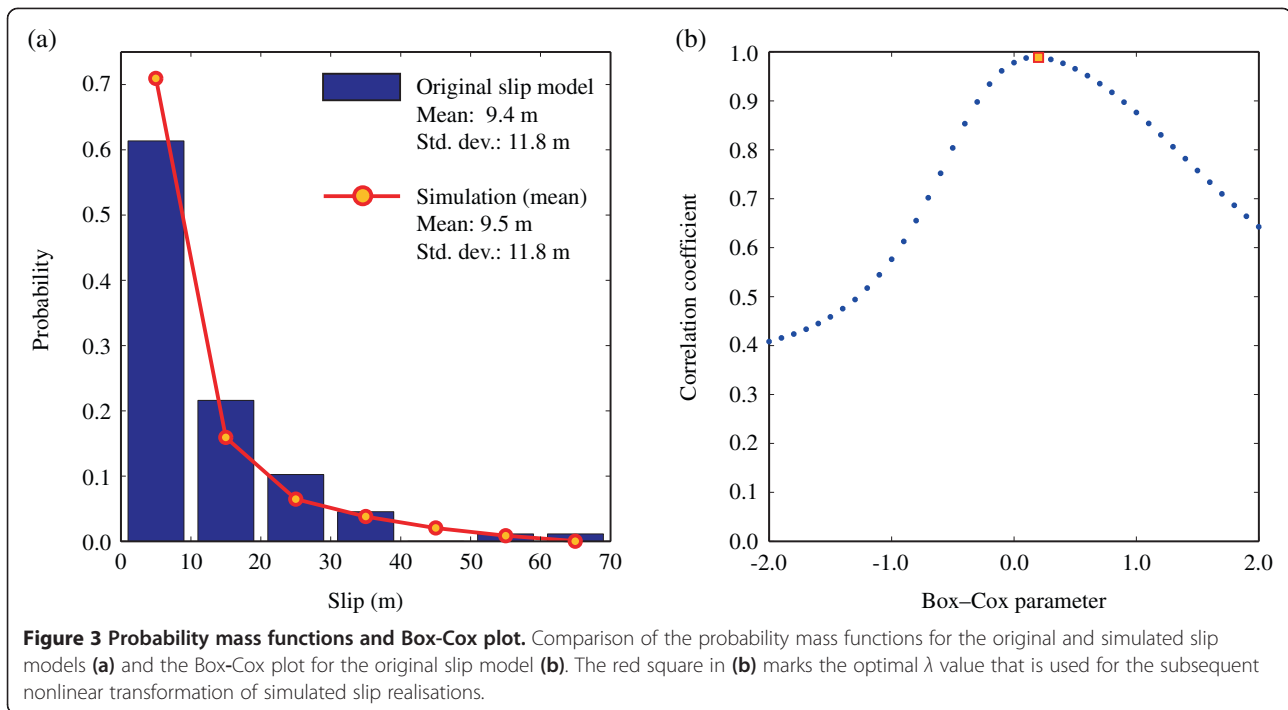 (a)
0.7
0.6
0.5
0.4
0.3
0.2
0.1
0.0
Probability
0 10 20 30 40 50 60 70
Slip (m)
Original slip model
Mean: 9.4 m
Std. dev.: 11.8 m
Simulation (mean)
Mean: 9.5 m
Std. dev.: 11.8 m
(b)
1.0
0.9
0.8
0.7
0.6
0.5
0.4
0.3
0.2
0.1
0.0
Correlation coefficient
-2.0 -1.0 0.0 1.0 2.0
Box–Cox parameter
Figure 3 Probability mass functions and Box-Cox plot. Comparison of the probability mass functions for the original and simulated slip
models (a) and the Box-Cox plot for the original slip model (b). The red square in (b) marks the optimal λ value that is used for the subsequent
nonlinear transformation of simulated slip realisations.